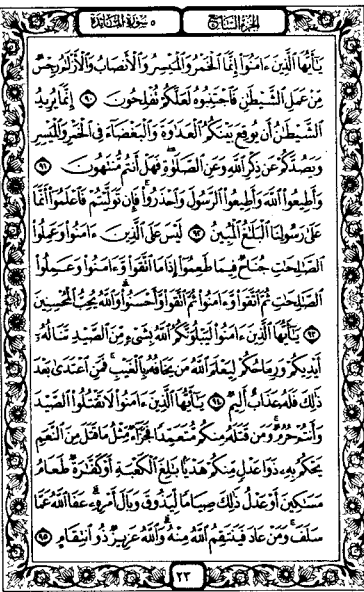 الجزء السابع
٥ سورة المائدة
يَٰٓأَيُّهَا ٱلَّذِينَ ءَامَنُوٓاْ إِنَّمَا ٱلْخَمْرُ وَٱلْمَيْسِرُ وَٱلْأَنصَابُ وَٱلْأَزْلَٰمُ رِجْسٌ
مِّنْ عَمَلِ ٱلشَّيْطَٰنِ فَٱجْتَنِبُوهُ لَعَلَّكُمْ تُفْلِحُونَ ٩٠ إِنَّمَا يُرِيدُ
ٱلشَّيْطَٰنُ أَن يُوقِعَ بَيْنَكُمُ ٱلْعَدَٰوَةَ وَٱلْبَغْضَآءَ فِى ٱلْخَمْرِ وَٱلْمَيْسِرِ
وَيَصُدَّكُمْ عَن ذِكْرِ ٱللَّهِ وَعَنِ ٱلصَّلَوٰةِ فَهَلْ أَنتُم مُّنتَهُونَ ٩١
وَأَطِيعُواْ ٱللَّهَ وَأَطِيعُواْ ٱلرَّسُولَ وَٱحْذَرُواْ فَإِن تَوَلَّيْتُمْ فَٱعْلَمُوٓاْ أَنَّمَا
عَلَىٰ رَسُولِنَا ٱلْبَلَٰغُ ٱلْمُبِينُ ٩٢ لَيْسَ عَلَى ٱلَّذِينَ ءَامَنُواْ وَعَمِلُواْ
ٱلصَّٰلِحَٰتِ جُنَاحٌ فِيمَا طَعِمُوٓاْ إِذَا مَا ٱتَّقَواْ وَّءَامَنُواْ وَعَمِلُواْ
ٱلصَّٰلِحَٰتِ ثُمَّ ٱتَّقَواْ وَّءَامَنُواْ ثُمَّ ٱتَّقَواْ وَّأَحْسَنُواْ وَٱللَّهُ يُحِبُّ ٱلْمُحْسِنِينَ
٩٣ يَٰٓأَيُّهَا ٱلَّذِينَ ءَامَنُواْ لَيَبْلُوَنَّكُمُ ٱللَّهُ بِشَىْءٍ مِّنَ ٱلصَّيْدِ تَنَالُهُۥٓ
أَيْدِيكُمْ وَرِمَاحُكُمْ لِيَعْلَمَ ٱللَّهُ مَن يَخَافُهُۥ بِٱلْغَيْبِ فَمَنِ ٱعْتَدَىٰ بَعْدَ
ذَٰلِكَ فَلَهُۥ عَذَابٌ أَلِيمٌ ٩٤ يَٰٓأَيُّهَا ٱلَّذِينَ ءَامَنُواْ لَا تَقْتُلُواْ ٱلصَّيْدَ
وَأَنتُمْ حُرُمٌ وَمَن قَتَلَهُۥ مِنكُم مُّتَعَمِّدًا فَجَزَآءٌ مِّثْلُ مَا قَتَلَ مِنَ ٱلنَّعَمِ
يَحْكُمُ بِهِۦ ذَوَا عَدْلٍ مِّنكُمْ هَدْيًۢا بَٰلِغَ ٱلْكَعْبَةِ أَوْ كَفَّٰرَةٌ طَعَامُ
مَسَٰكِينَ أَوْ عَدْلُ ذَٰلِكَ صِيَامًا لِّيَذُوقَ وَبَالَ أَمْرِهِۦ عَفَا ٱللَّهُ عَمَّا
سَلَفَ وَمَنْ عَادَ فَيَنتَقِمُ ٱللَّهُ مِنْهُ وَٱللَّهُ عَزِيزٌ ذُو ٱنتِقَامٍ ٩٥
٢٣